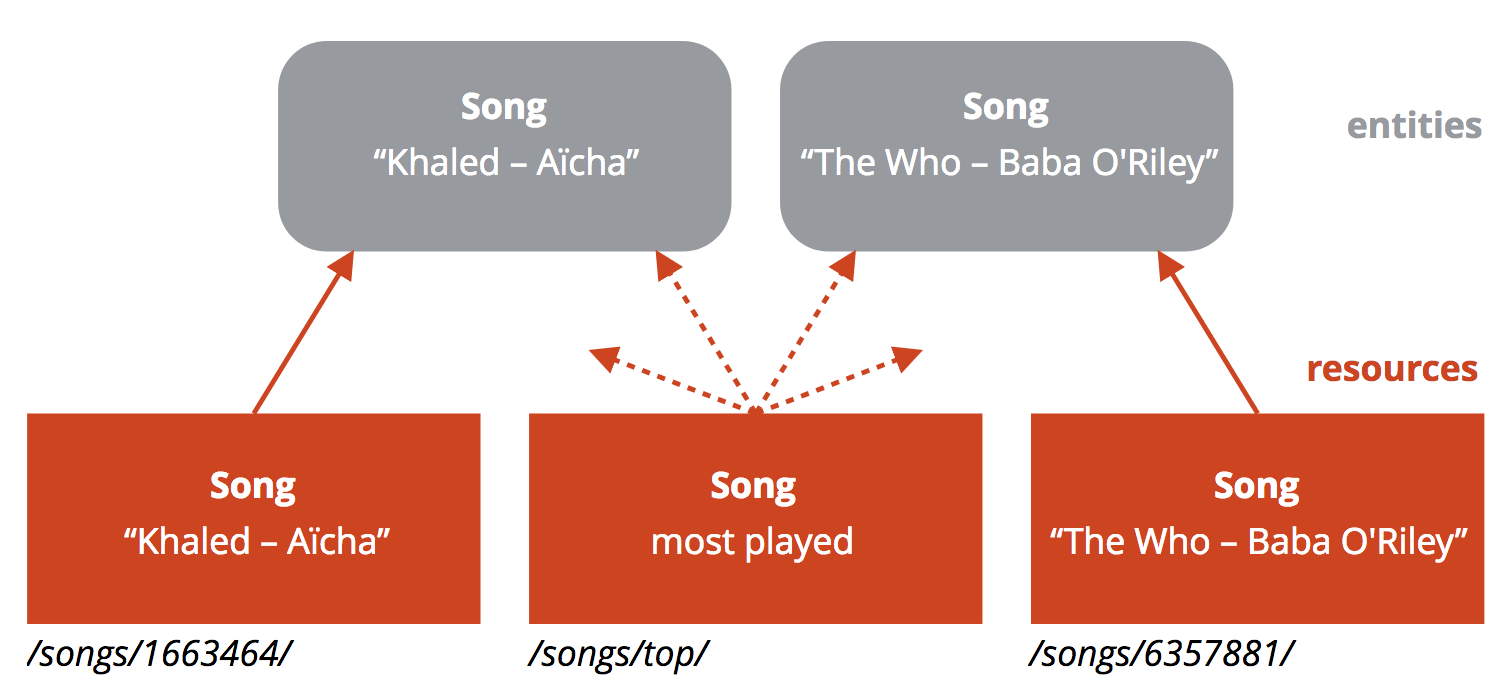 Song
“Khaled – Aïcha”
Song
“The Who – Baba O'Riley”
entities
resources
Song
“Khaled – Aïcha”
Song
most played
Song
“The Who – Baba O'Riley”
/songs/1663464/
/songs/top/
/songs/6357881/